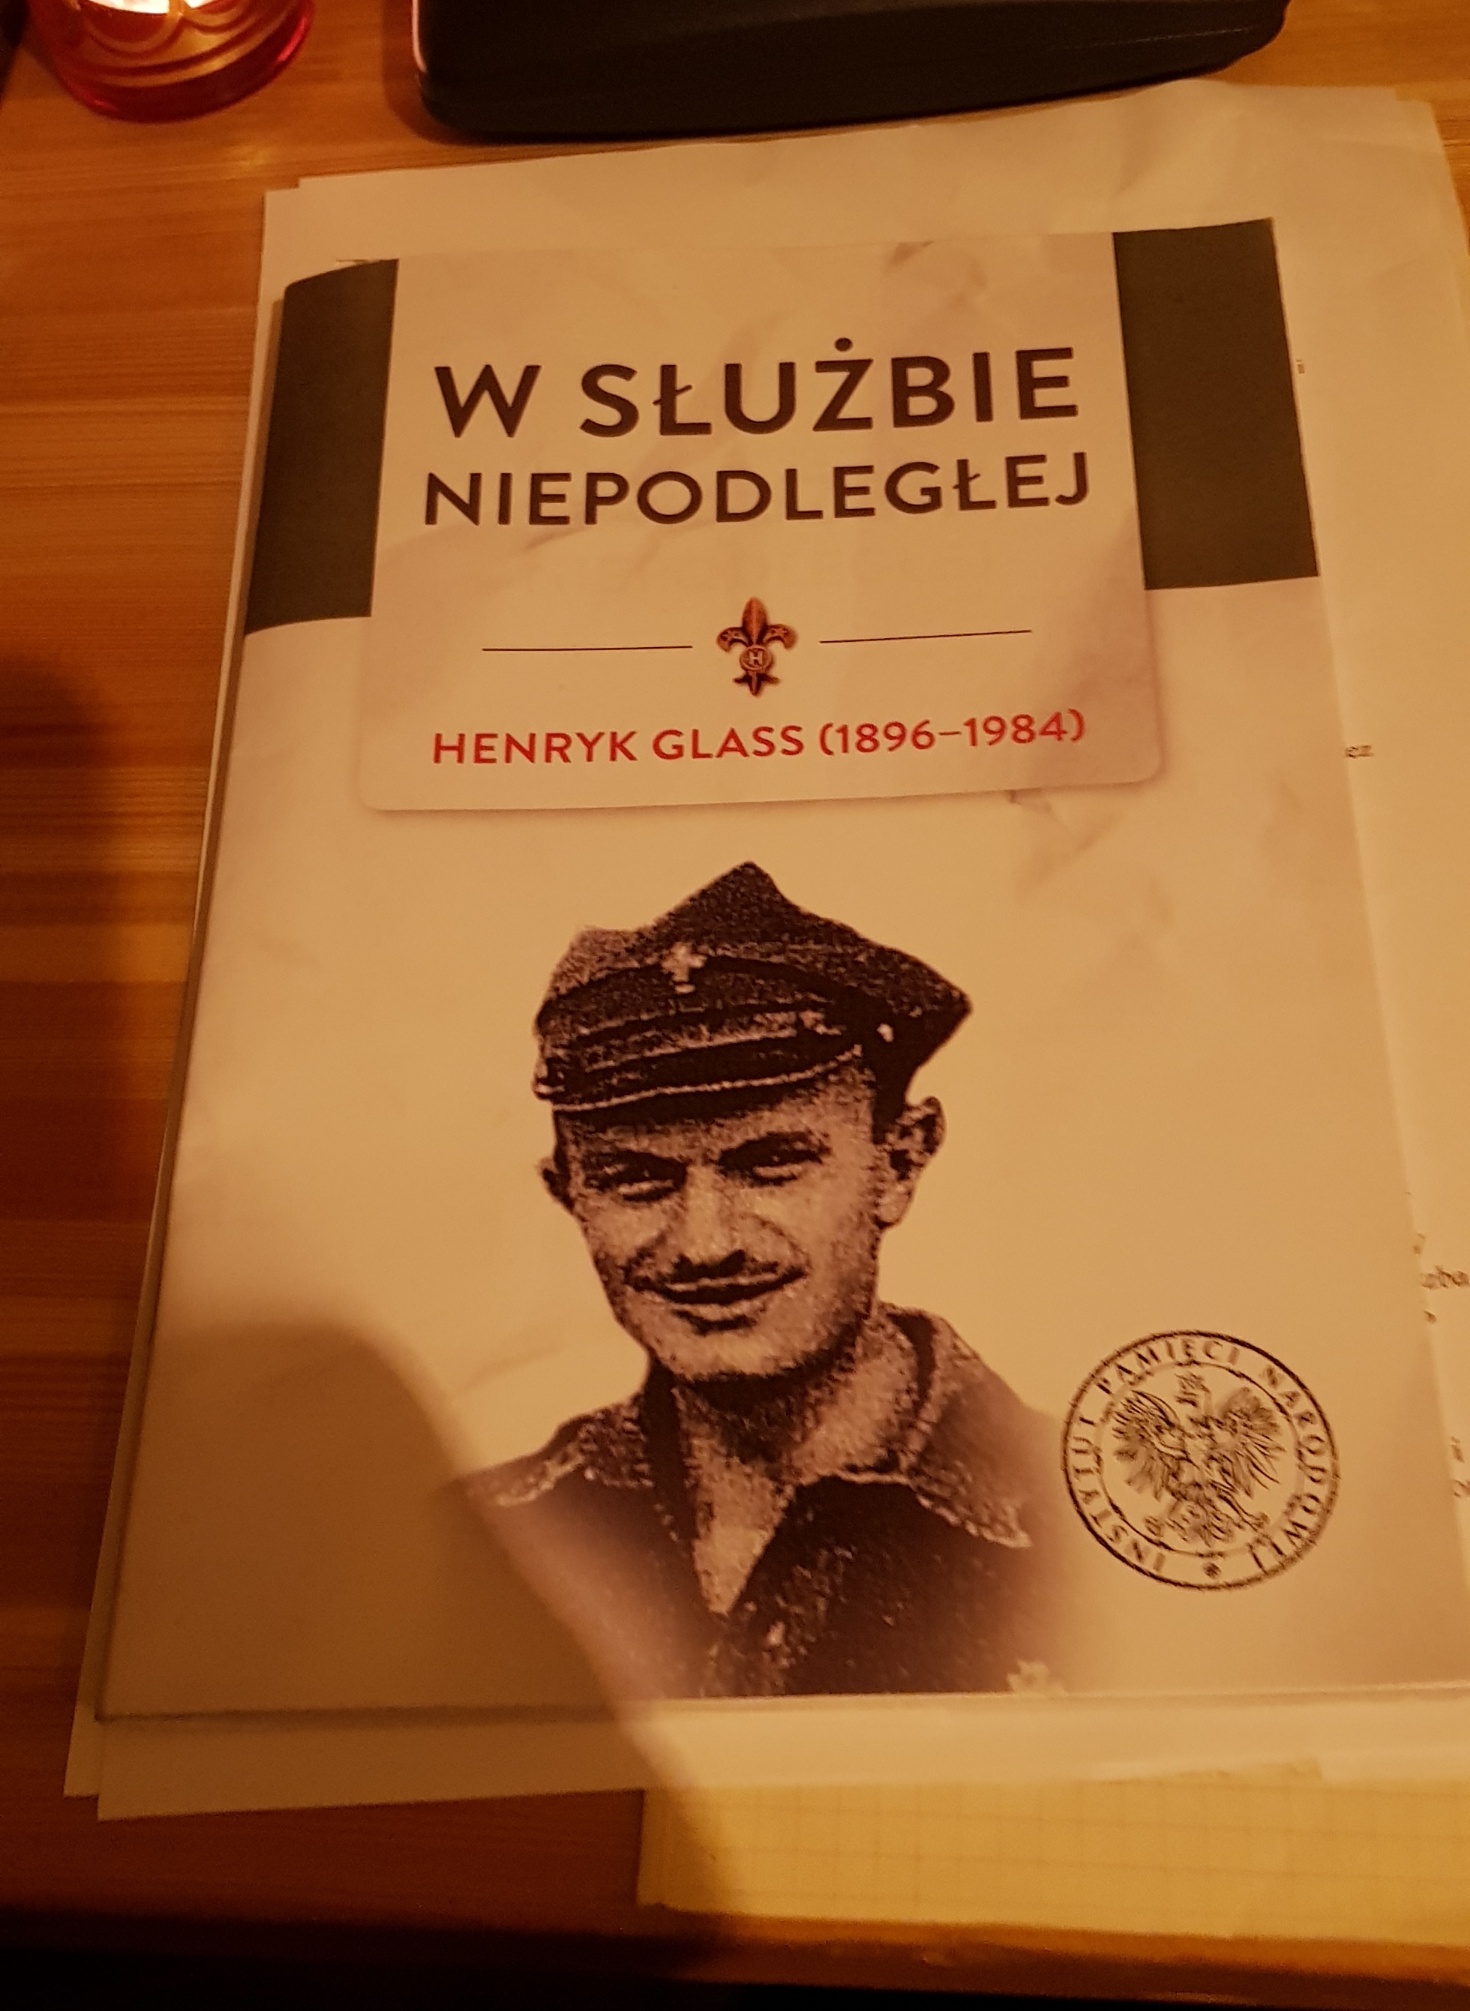 W SŁUŻBIE
NIEPODLEGŁEJ
H
HENRYK GLASS (1896–1984)
INSTYTUT PAMIĘCI NARODOWEJ